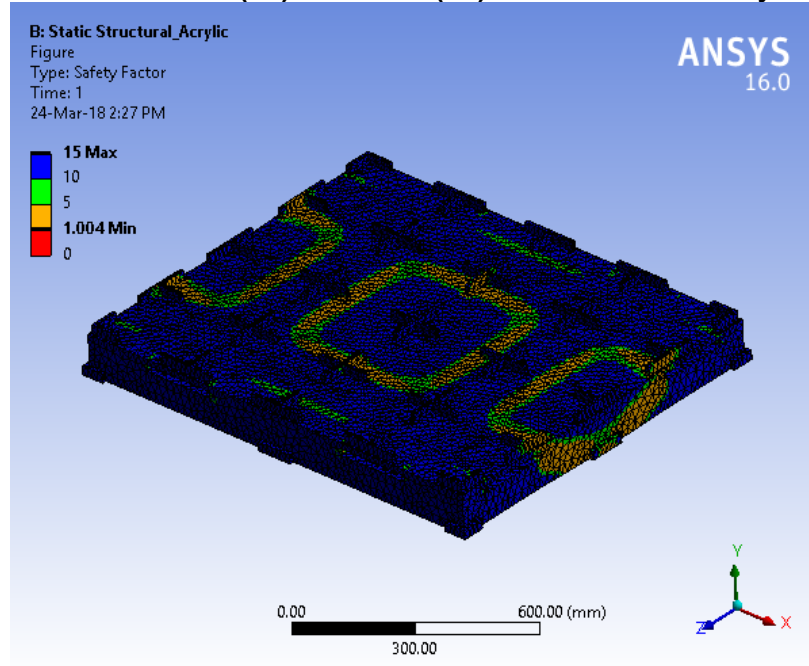 B: Static Structural_Acrylic
Figure
Type: Safety Factor
Time: 1
24-Mar-18 2:27 PM
ANSYS
16.0
15 Max
10
5
1.004 Min
0
0.00
600.00 (mm)
300.00
Y
Z
X